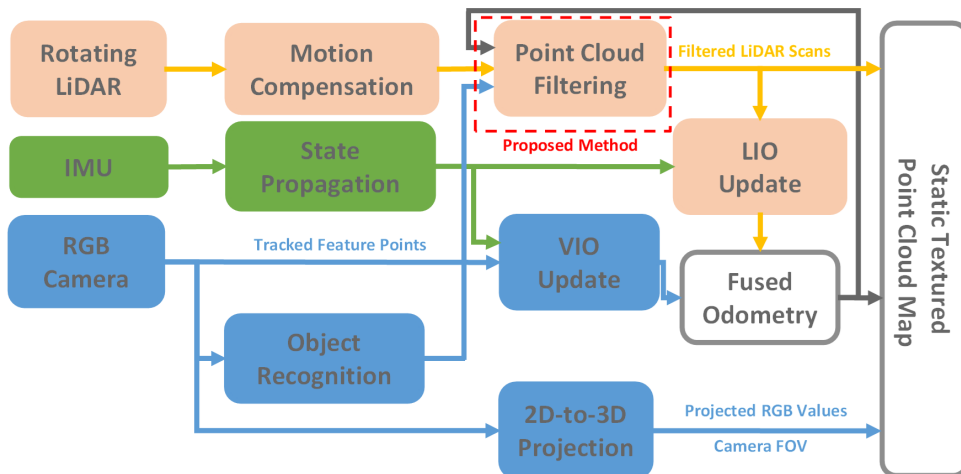 Rotating
LiDAR
Motion
Compensation
Point Cloud
Filtering
Filtered LiDAR Scans
Proposed Method
IMU
State
Propagation
LIO
Update
RGB
Camera
Tracked Feature Points
VIO
Update
Fused
Odometry
Object
Recognition
2D-to-3D
Projection
Projected RGB Values
Camera FOV
Static Textured
Point Cloud Map